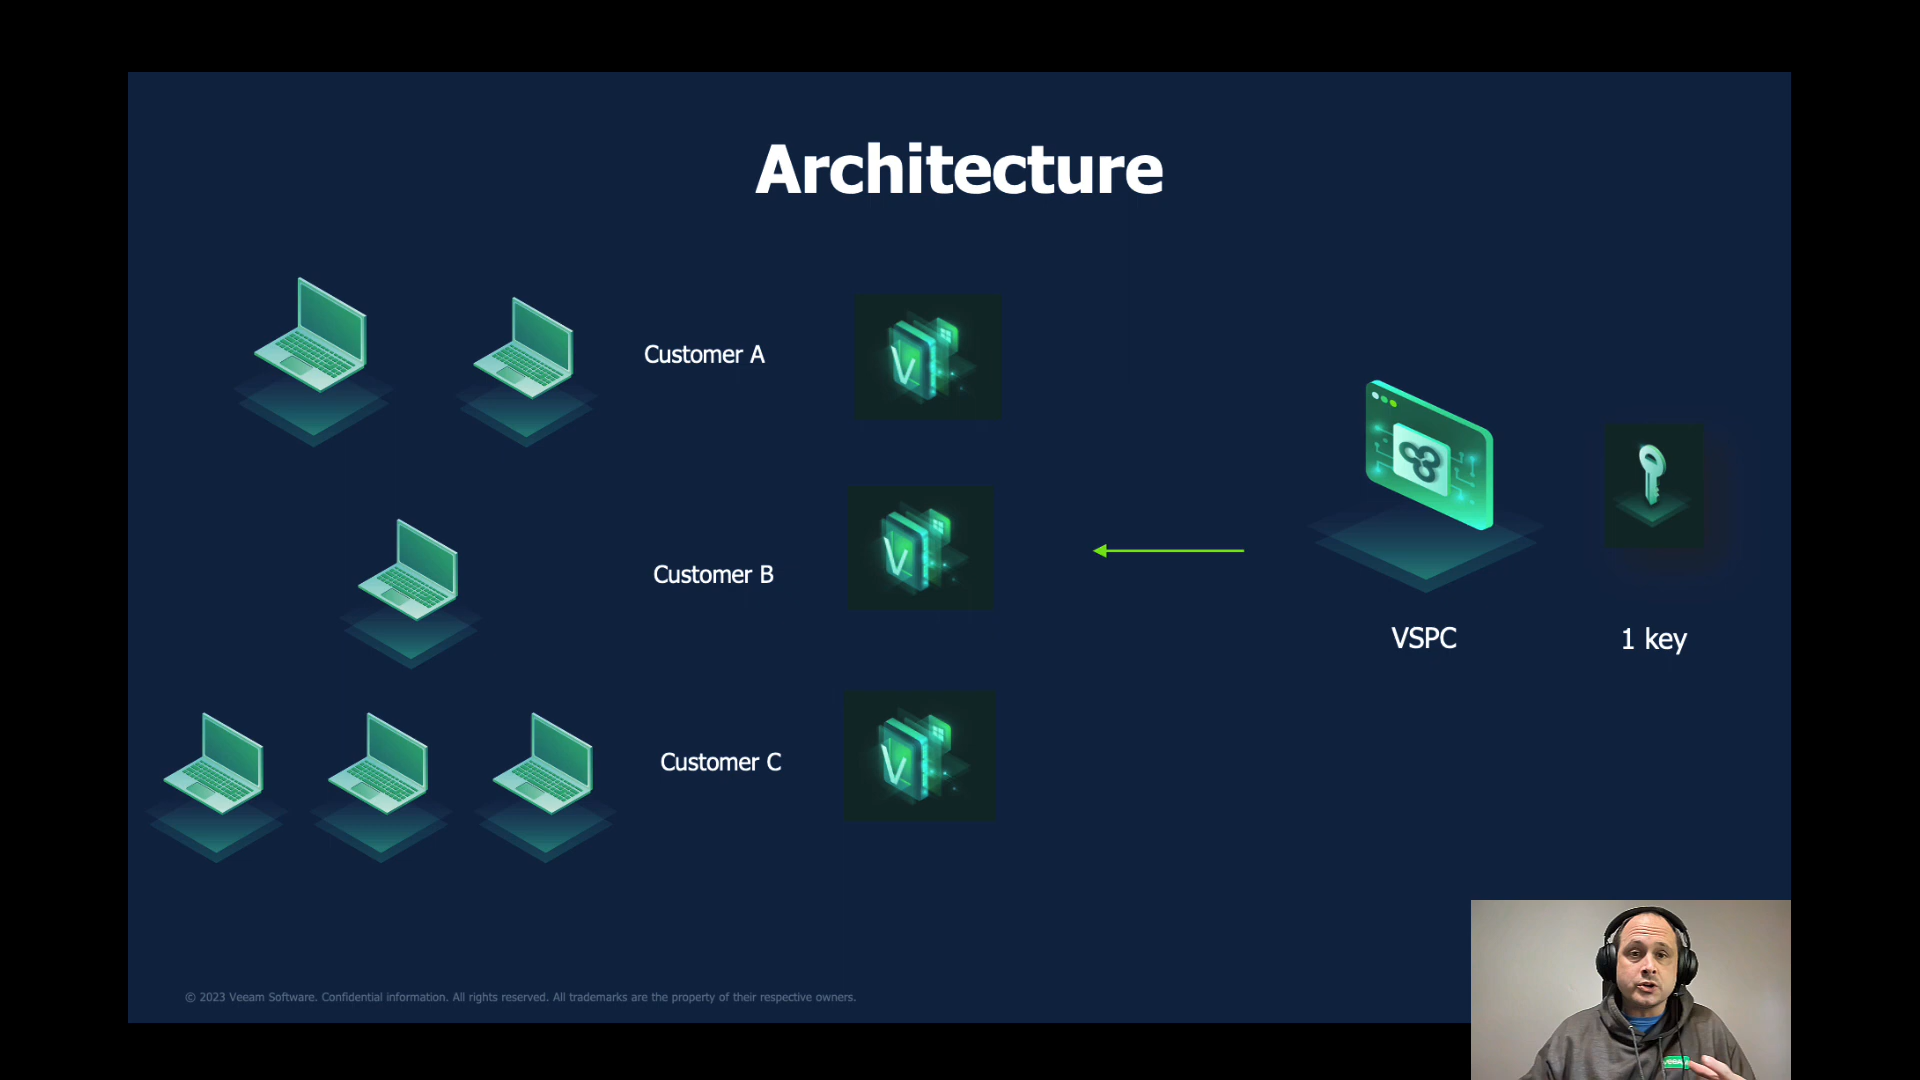 Architecture
Customer A
V
Customer B
V
VSPC
1 key
Customer C
V
© 2023 Veeam Software. Confidential information. All rights reserved. All trademarks are the property of their respective owners.